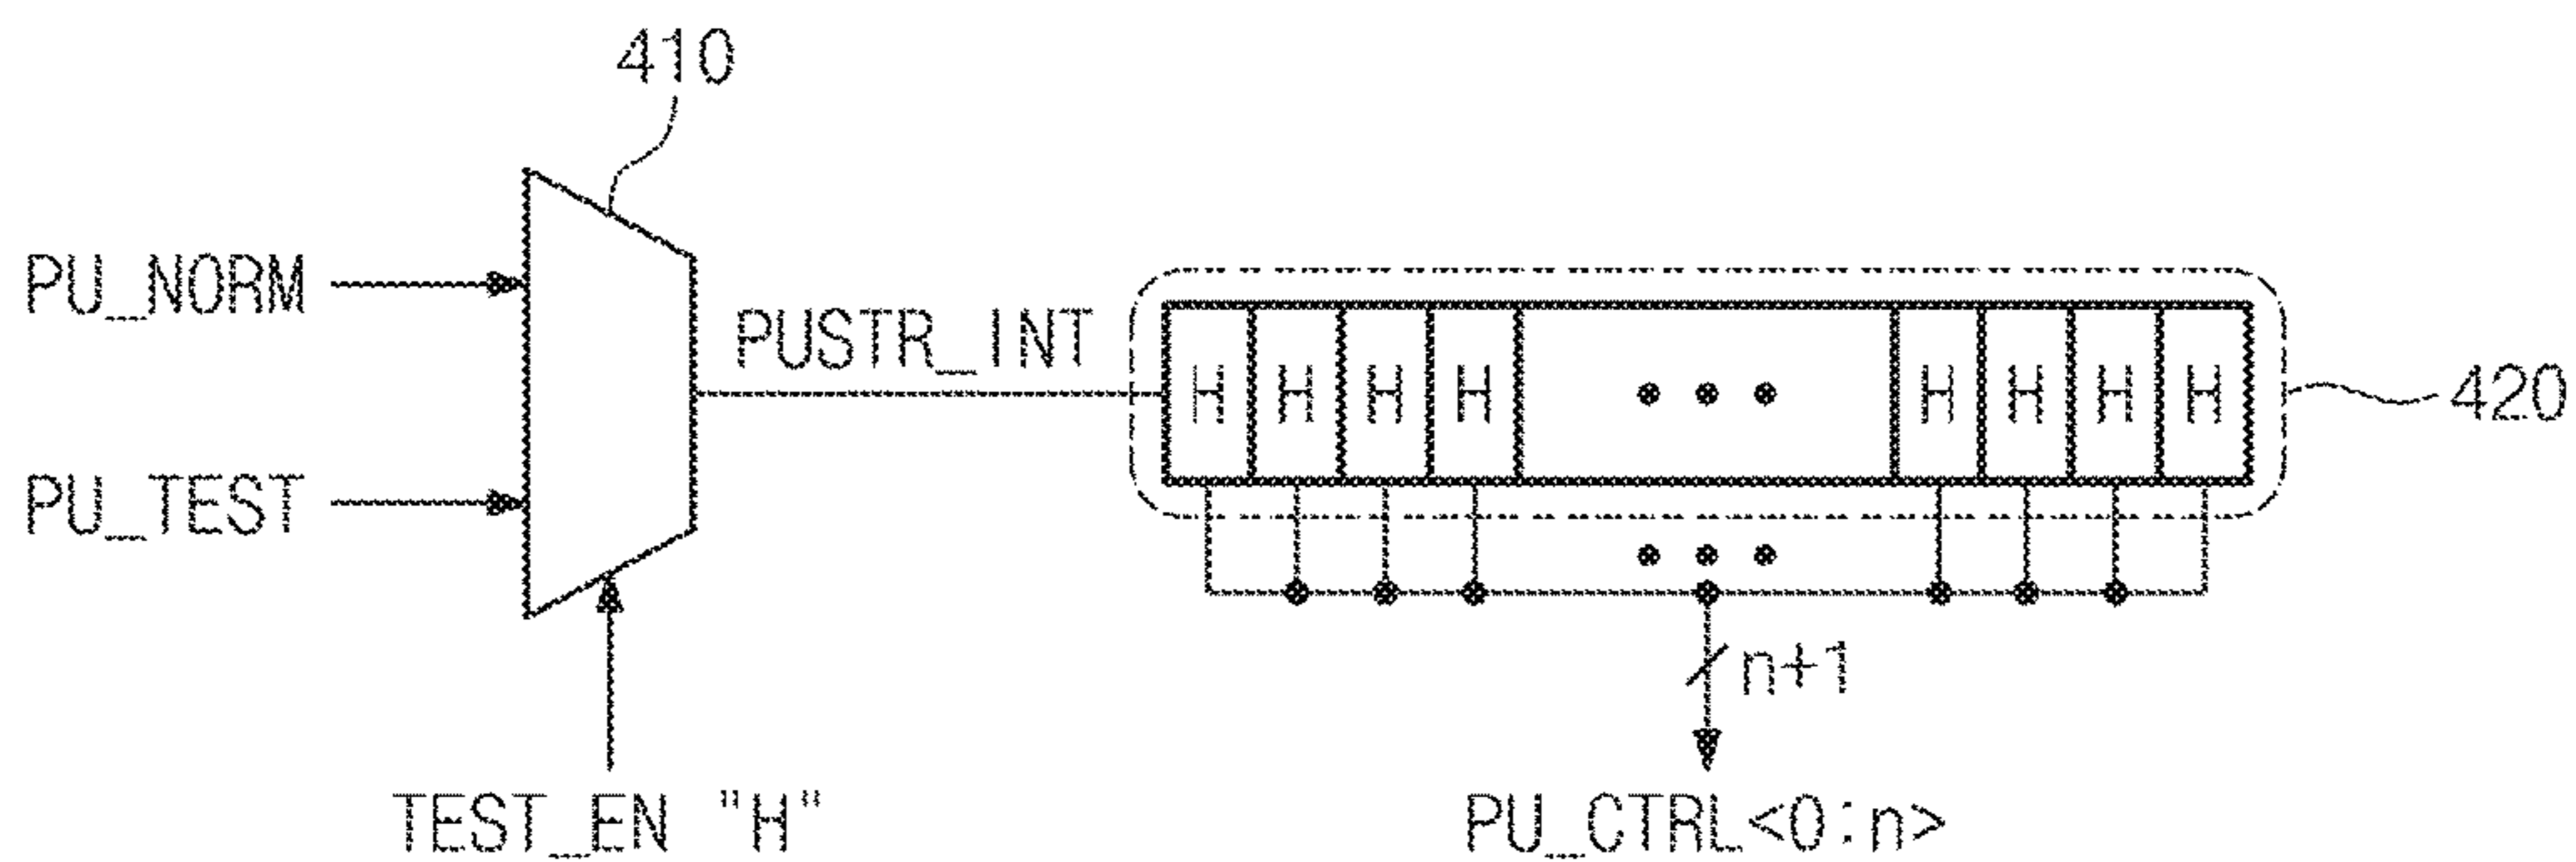 410
PU_NORM
PUSTR_INT
H H H H ••• H H H H
420
PU_TEST
•••
n+1
TEST_EN "H"
PU_CTRL<0:n>